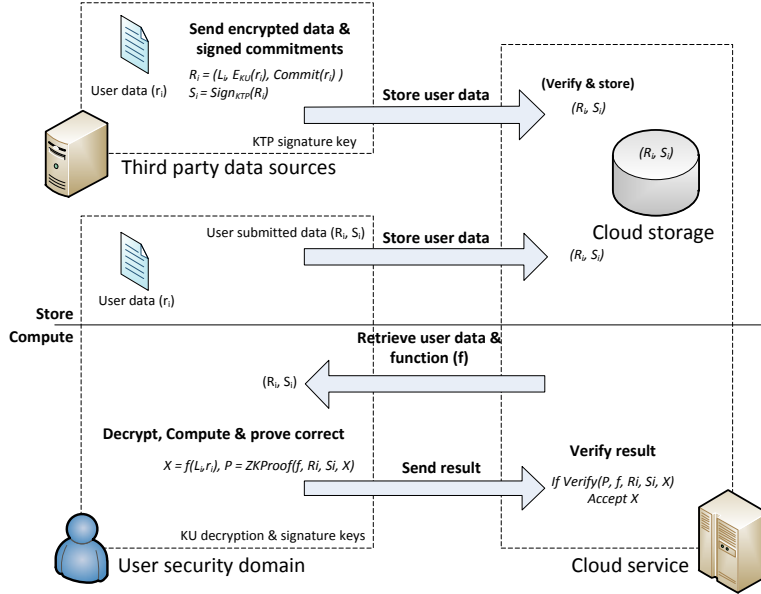 Send encrypted data &
signed commitments
User data (rᵢ)
Rᵢ = (Lᵢ, E_KU(rᵢ), Commit(rᵢ) )
Sᵢ = Sign_KTP(Rᵢ)
Store user data
(Verify & store)
(Rᵢ, Sᵢ)
(Rᵢ, Sᵢ)
KTP signature key
Third party data sources
Cloud storage
User submitted data (Rᵢ, Sᵢ)
Store user data
(Rᵢ, Sᵢ)
User data (rᵢ)
Store
Compute
Retrieve user data &
function (f)
(Rᵢ, Sᵢ)
Decrypt, Compute & prove correct
X = f(Lᵢ,rᵢ), P = ZKProof(f, Ri, Si, X)
Send result
Verify result
If Verify(P, f, Ri, Si, X)
Accept X
KU decryption & signature keys
User security domain
Cloud service